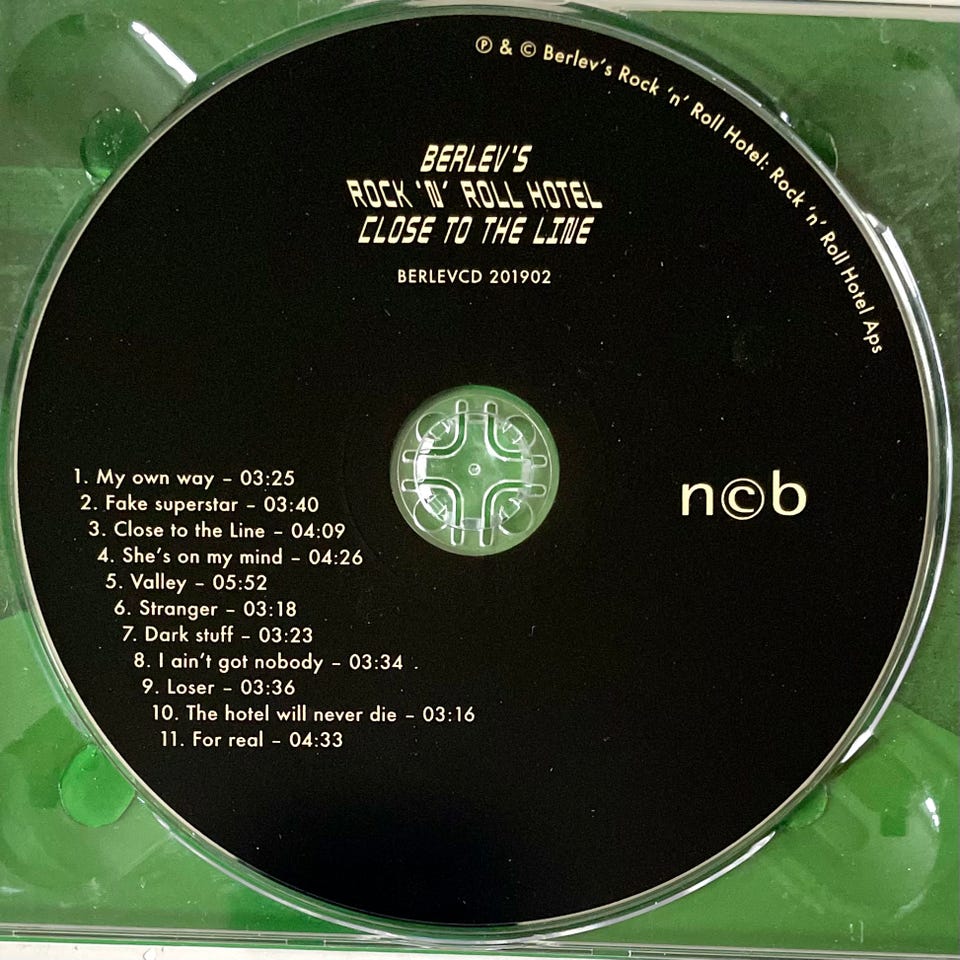 ℗ & © Berlev's Rock 'n' Roll Hotel: Rock 'n' Roll Hotel Aps
BERLEV'S
ROCK 'N' ROLL HOTEL
CLOSE TO THE LINE
BERLEVCD 201902
1. My own way – 03:25
2. Fake superstar – 03:40
3. Close to the Line – 04:09
4. She's on my mind – 04:26
5. Valley – 05:52
6. Stranger – 03:18
7. Dark stuff – 03:23
8. I ain't got nobody – 03:34 .
9. Loser – 03:36
10. The hotel will never die – 03:16
11. For real – 04:33
n©b